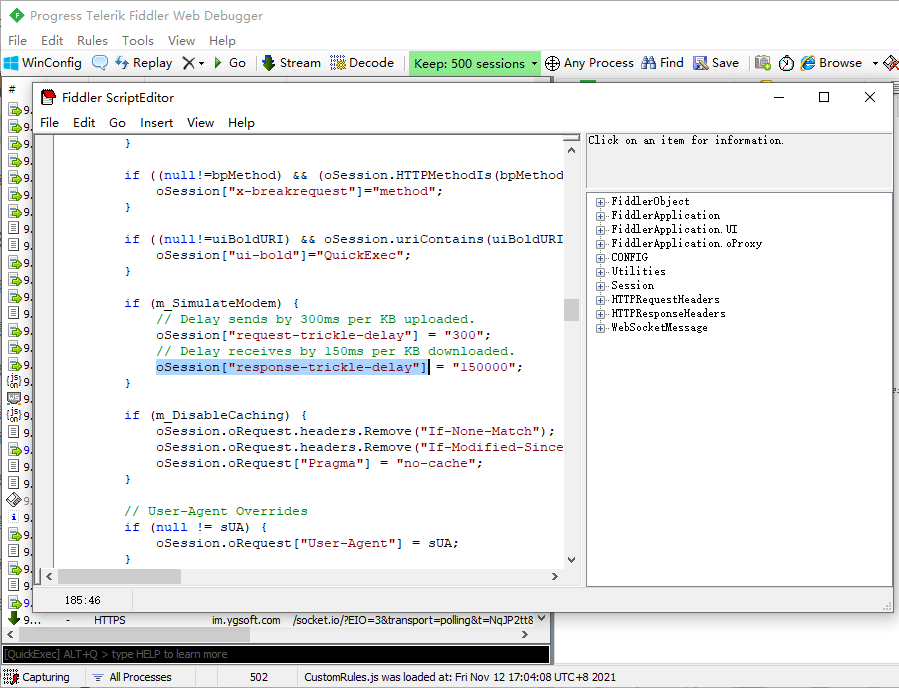 Progress Telerik Fiddler Web Debugger
File Edit Rules Tools View Help
WinConfig Replay Go Stream Decode Keep: 500 sessions Any Process Find Save Browse
#
Fiddler ScriptEditor
File Edit Go Insert View Help
}
if ((null!=bpMethod) && (oSession.HTTPMethodIs(bpMethod
oSession["x-breakrequest"]="method";
}
if ((null!=uiBoldURI) && oSession.uriContains(uiBoldURI
oSession["ui-bold"]="QuickExec";
}
if (m_SimulateModem) {
// Delay sends by 300ms per KB uploaded.
oSession["request-trickle-delay"] = "300";
// Delay receives by 150ms per KB downloaded.
oSession["response-trickle-delay"] = "150000";
}
if (m_DisableCaching) {
oSession.oRequest.headers.Remove("If-None-Match");
oSession.oRequest.headers.Remove("If-Modified-Since
oSession.oRequest["Pragma"] = "no-cache";
}
// User-Agent Overrides
if (null != sUA) {
oSession.oRequest["User-Agent"] = sUA;
}
185:46
Click on an item for information.
FiddlerObject
FiddlerApplication
FiddlerApplication.UI
FiddlerApplication.oProxy
CONFIG
Utilities
Session
HTTPRequestHeaders
HTTPResponseHeaders
WebSocketMessage
9... - HTTPS im.ygsoft.com /socket.io/?EIO=3&transport=polling&t=NqJP2tt8
[QuickExec] ALT+Q > type HELP to learn more
Capturing All Processes 502 CustomRules.js was loaded at: Fri Nov 12 17:04:08 UTC+8 2021